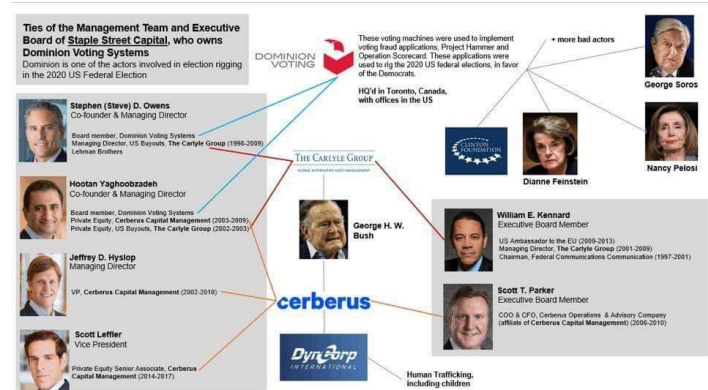 Ties of the Management Team and Executive
Board of Staple Street Capital, who owns
Dominion Voting Systems
Dominion is one of the actors involved in election rigging
in the 2020 US Federal Election
DOMINION
VOTING
These voting machines were used to implement
voting fraud applications, Project Hammer and
Operation Scorecard. These applications were
used to rig the 2020 US federal elections, in favor
of the Democrats.
HQ'd in Toronto, Canada,
with offices in the US
+ more bad actors
George Soros
CLINTON
FOUNDATION
Dianne Feinstein
Nancy Pelosi
Stephen (Steve) D. Owens
Co-founder & Managing Director
Board member, Dominion Voting Systems
Managing Director, US Buyouts, The Carlyle Group (1998-2009)
Lehman Brothers
Hootan Yaghoobzadeh
Co-founder & Managing Director
Board member, Dominion Voting Systems
Private Equity, Cerberus Capital Management (2003-2009)
Private Equity, US Buyouts, The Carlyle Group (2002-2003)
Jeffrey D. Hyslop
Managing Director
VP, Cerberus Capital Management (2002-2010)
Scott Leffler
Vice President
Private Equity Senior Associate, Cerberus
Capital Management (2014-2017)
THE CARLYLE GROUP
GLOBAL ALTERNATIVE ASSET MANAGEMENT
George H. W.
Bush
cerberus
DynCorp
INTERNATIONAL
Human Trafficking,
including children
William E. Kennard
Executive Board Member
US Ambassador to the EU (2009-2013)
Managing Director, The Carlyle Group (2001-2009)
Chairman, Federal Communications Communication (1997-2001)
Scott T. Parker
Executive Board Member
COO & CFO, Cerberus Operations & Advisory Company
(affiliate of Cerberus Capital Management) (2006-2010)